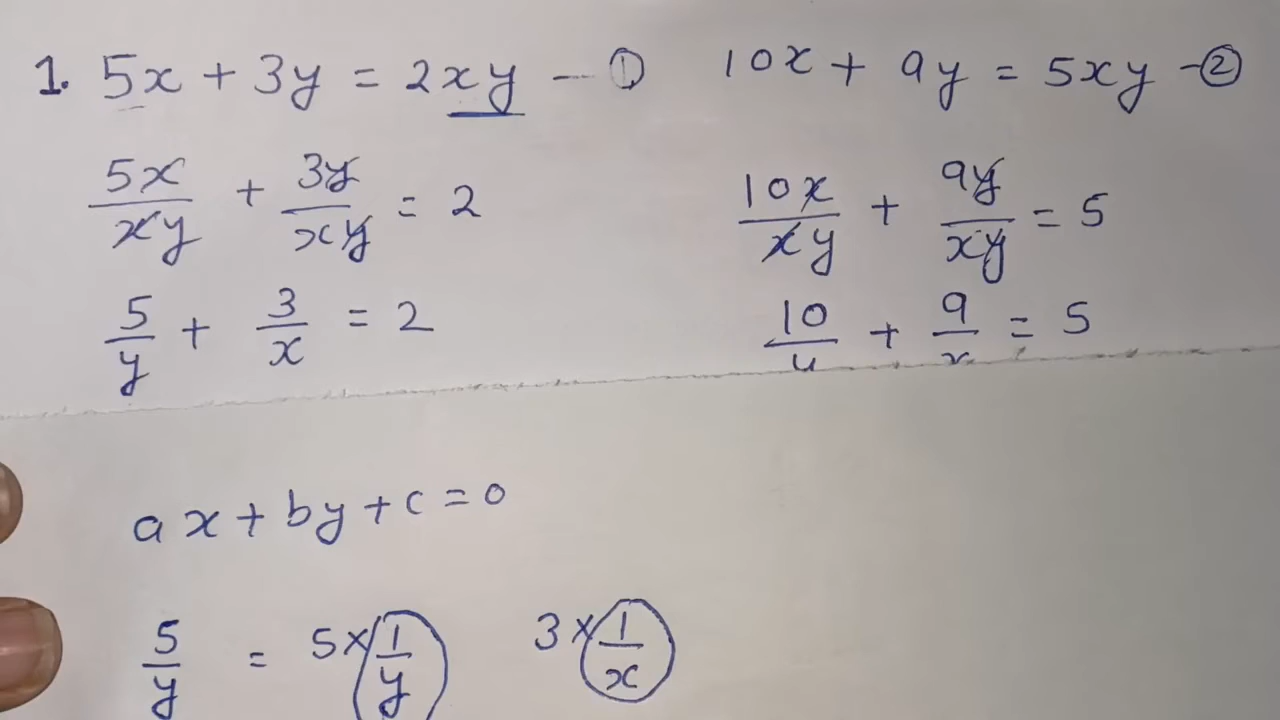 1. 5x + 3y = 2xy — ① 10x + 9y = 5xy - ②
5x/xy + 3y/xy = 2 10x/xy + 9y/xy = 5
5/y + 3/x = 2 10/y + 9/x = 5
ax + by + c = 0
5/y = 5 × 1/y 3 × 1/x